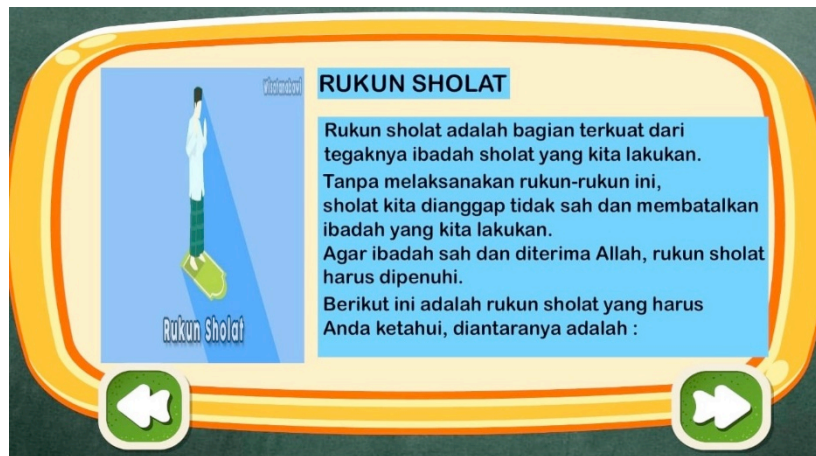 Wisatanabawi
Rukun Sholat
RUKUN SHOLAT
Rukun sholat adalah bagian terkuat dari
tegaknya ibadah sholat yang kita lakukan.
Tanpa melaksanakan rukun-rukun ini,
sholat kita dianggap tidak sah dan membatalkan
ibadah yang kita lakukan.
Agar ibadah sah dan diterima Allah, rukun sholat
harus dipenuhi.
Berikut ini adalah rukun sholat yang harus
Anda ketahui, diantaranya adalah :